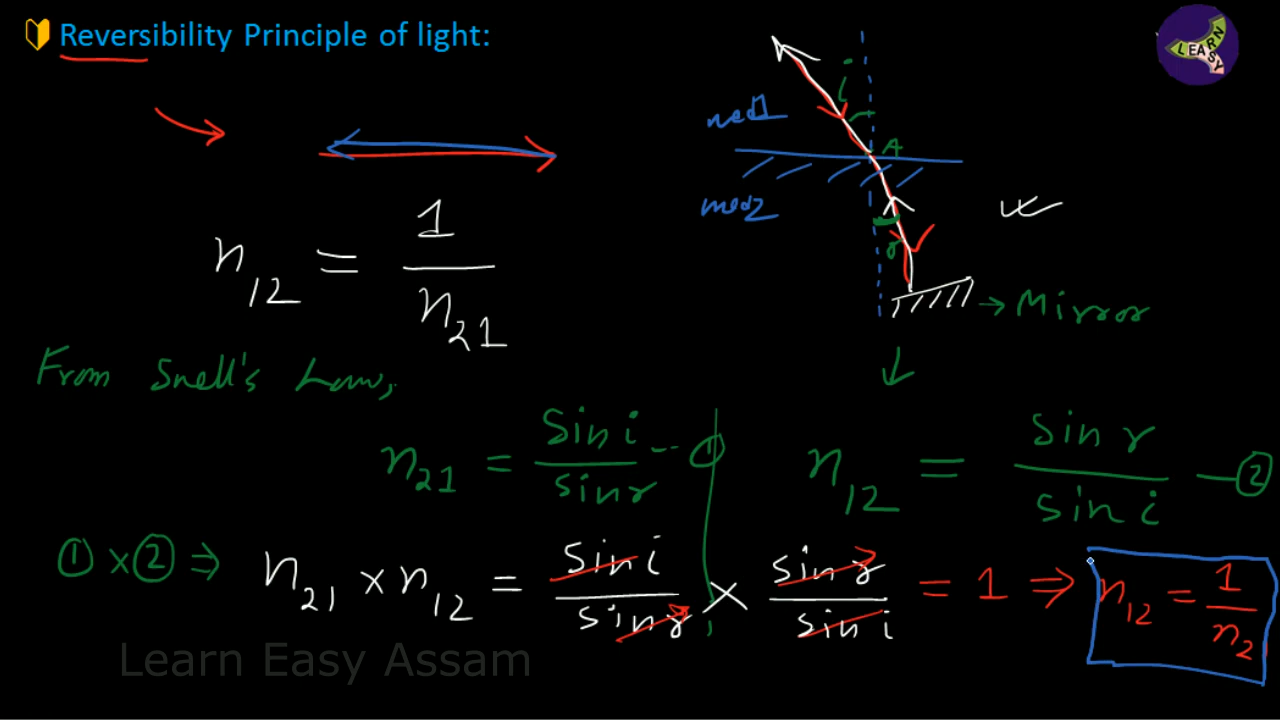 Reversibility Principle of light:
LEARN EASY
i
med1
A
med2
r
→ Mirror
n12 = 1/n21
From Snell's Law,
n21 = sin i/sin r --①
n12 = sin r/sin i —②
① × ② ⇒ n21 × n12 = sin i/sin r × sin r/sin i = 1 ⇒ n12 = 1/n2
Learn Easy Assam